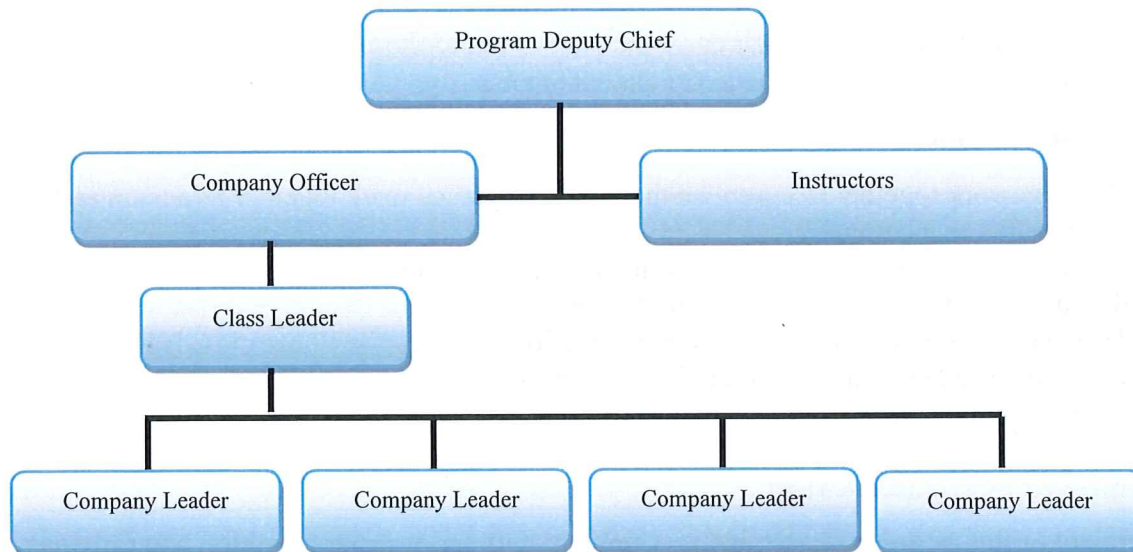 Program Deputy Chief
Company Officer
Instructors
Class Leader
Company Leader
Company Leader
Company Leader
Company Leader